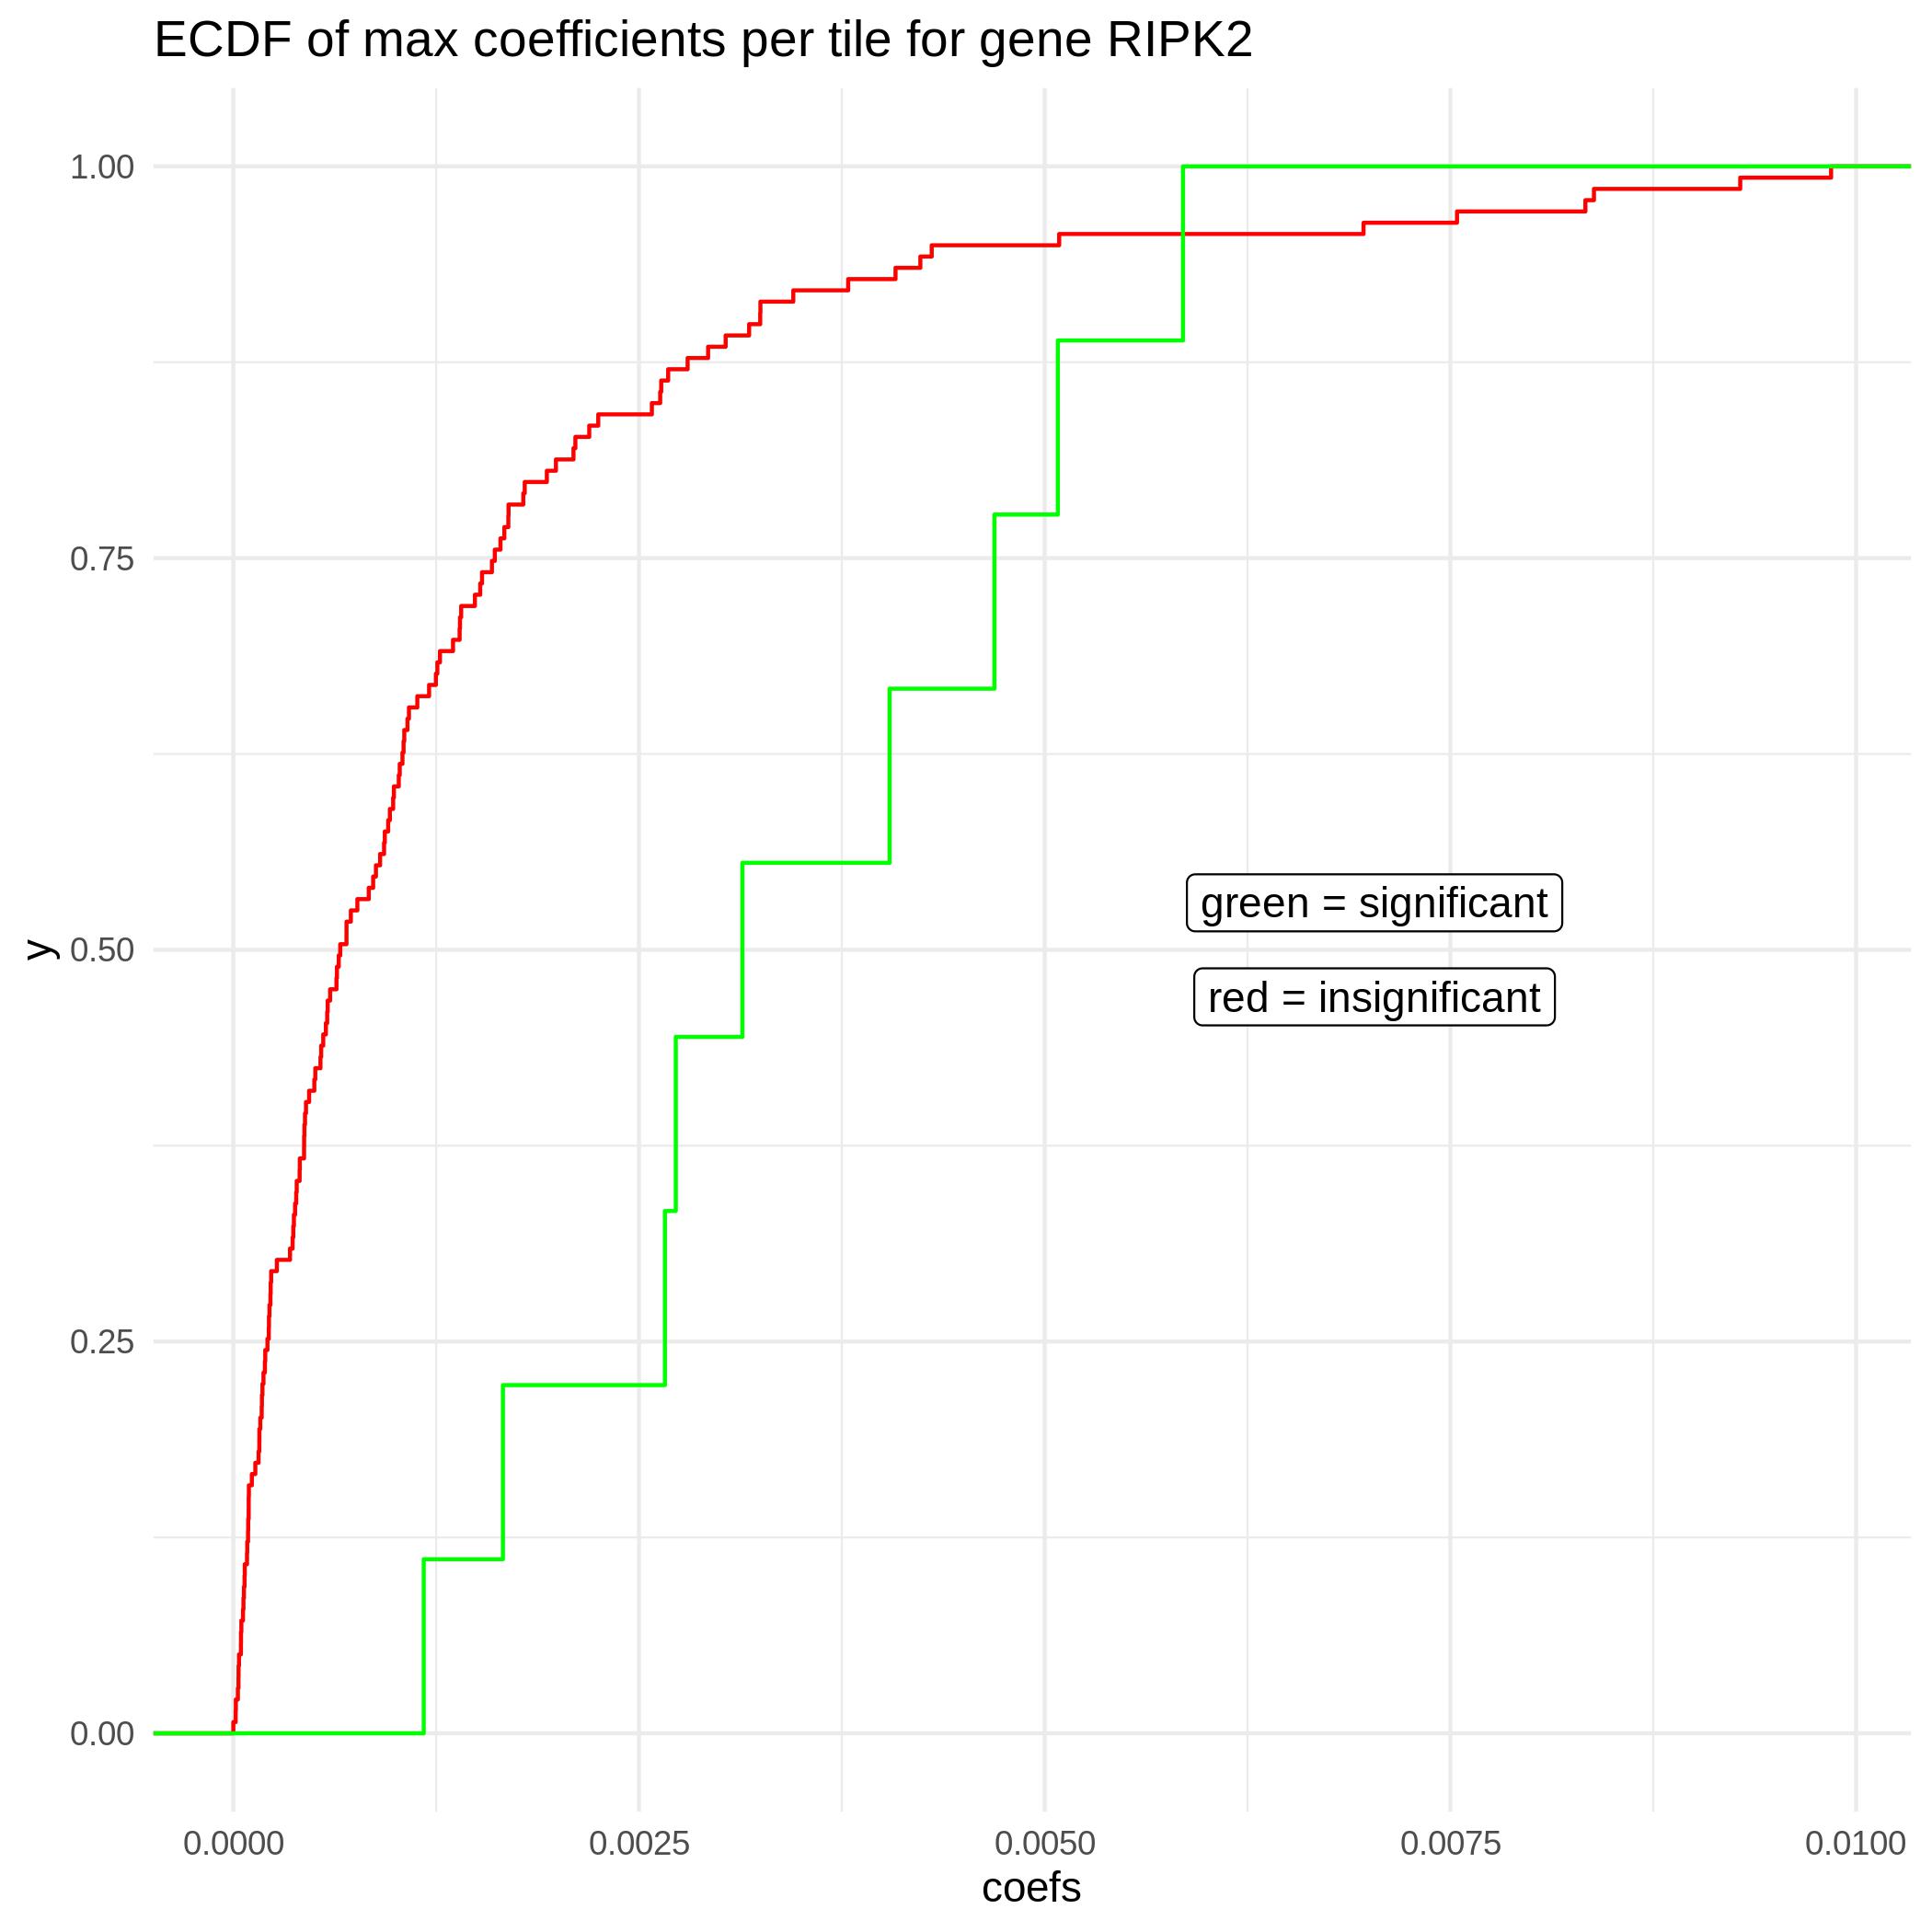 ECDF of max coefficients per tile for gene RIPK2
1.00
0.75
0.50
0.25
0.00
y
green = significant
red = insignificant
0.0000
0.0025
0.0050
0.0075
0.0100
coefs